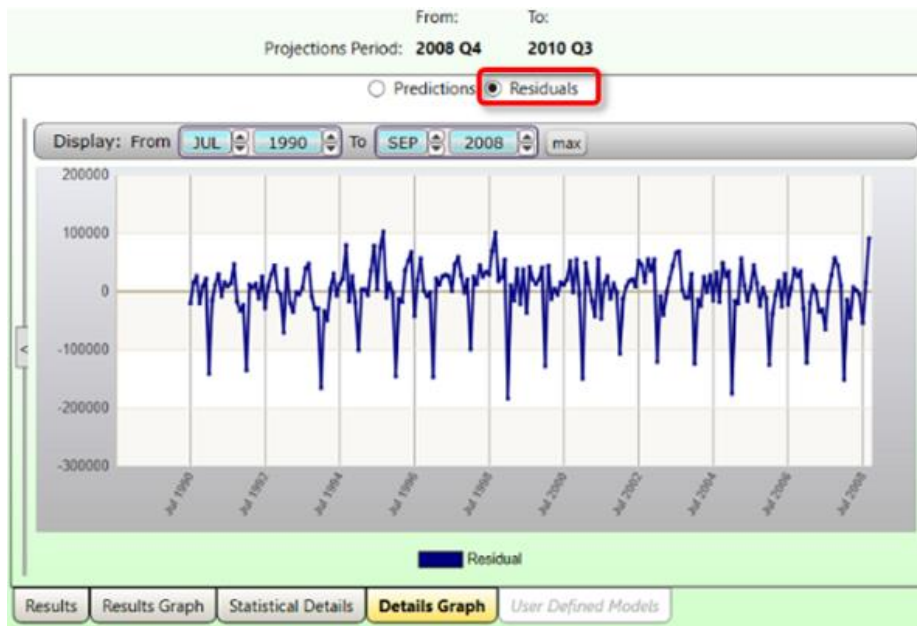 From: To:
Projections Period: 2008 Q4 2010 Q3
Predictions Residuals
Display: From JUL 1990 To SEP 2008 max
200000
100000
0
-100000
-200000
-300000
Jul 1990 Jul 1992 Jul 1994 Jul 1996 Jul 1998 Jul 2000 Jul 2002 Jul 2004 Jul 2006 Jul 2008
Residual
<
Results Results Graph Statistical Details Details Graph User Defined Models